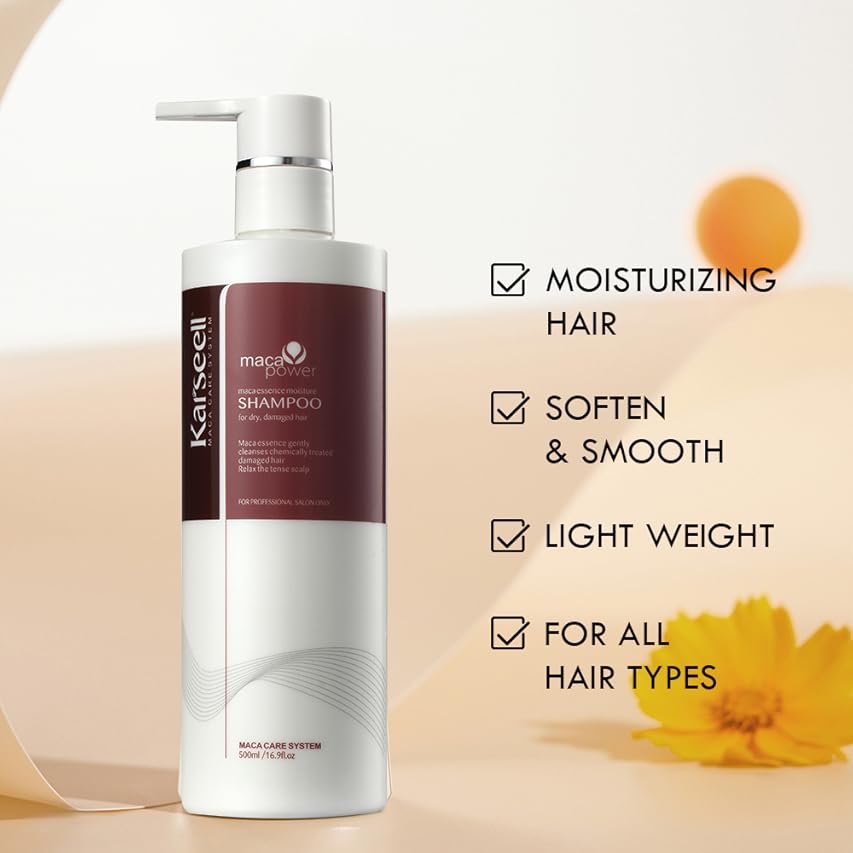 Karseell
MACA CARE SYSTEM
maca
power
maca essence moisture
SHAMPOO
for dry, damaged hair
Maca essence gently
cleanses chemically treated
damaged hair
Relax the tense scalp
FOR PROFESSIONAL SALON ONLY
MACA CARE SYSTEM
500ml /16.9fl.oz
MOISTURIZING
HAIR
SOFTEN
& SMOOTH
LIGHT WEIGHT
FOR ALL
HAIR TYPES